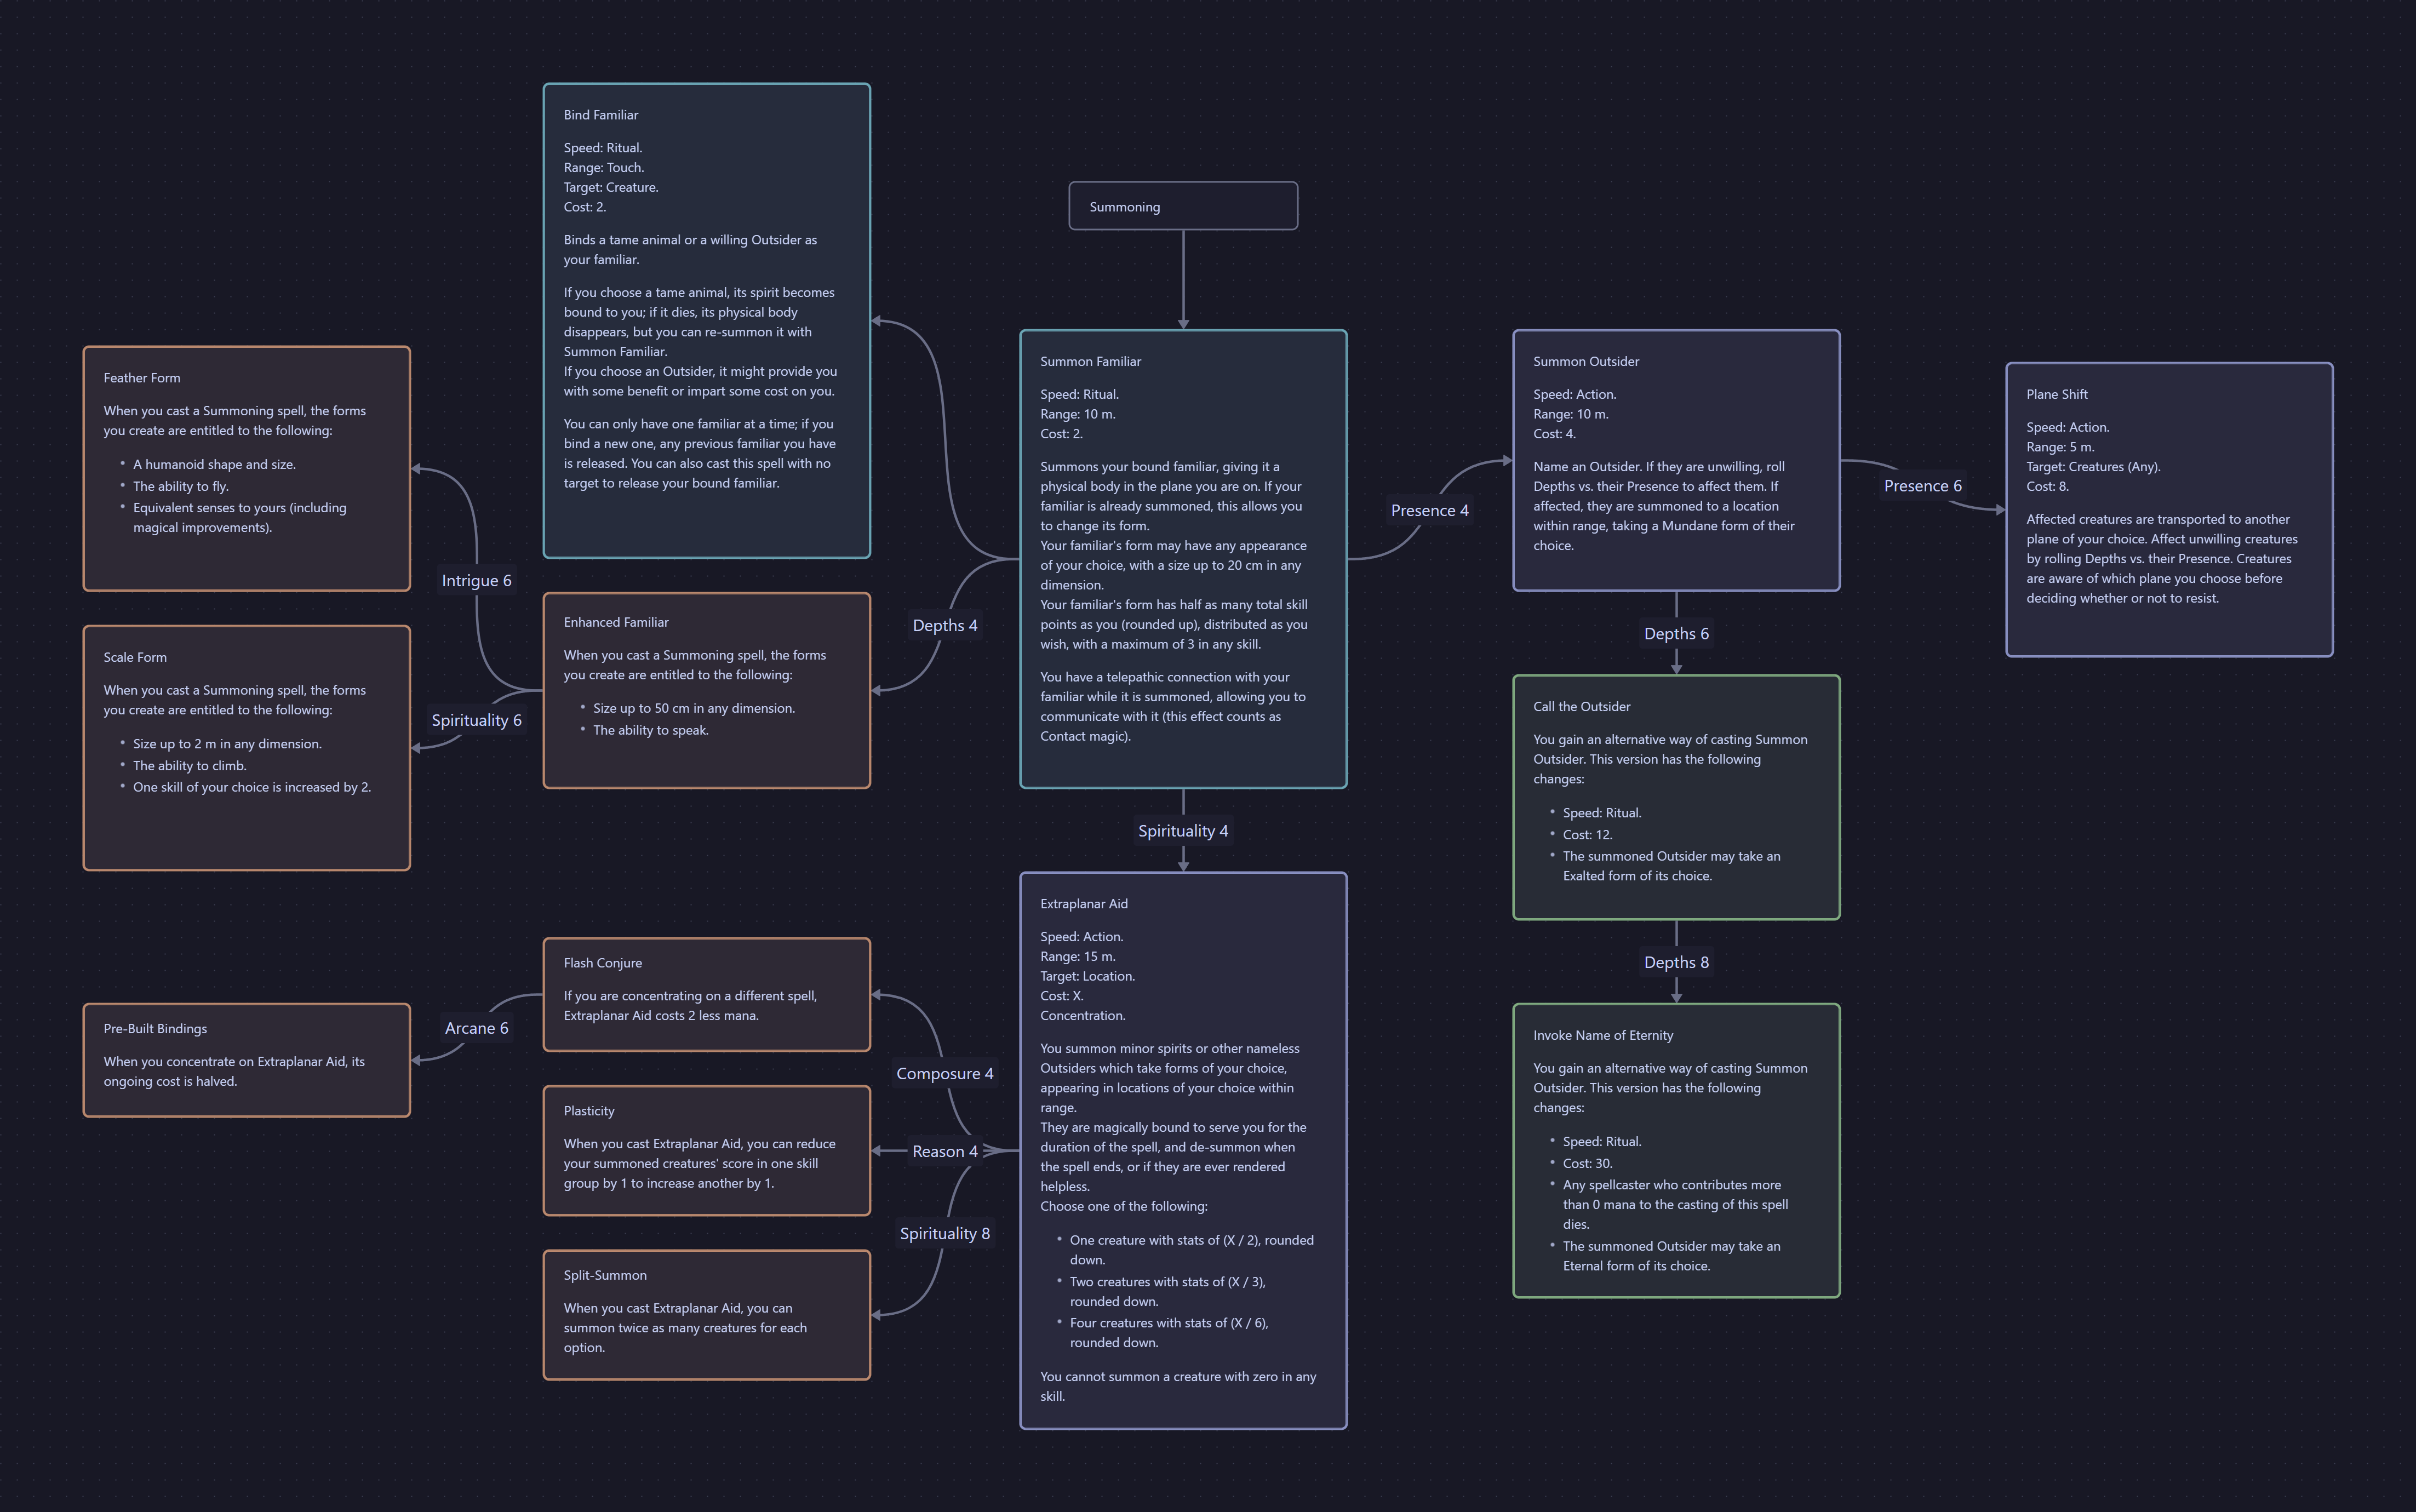 Summoning
Bind Familiar
Speed: Ritual.
Range: Touch.
Target: Creature.
Cost: 2.
Binds a tame animal or a willing Outsider as
your familiar.
If you choose a tame animal, its spirit becomes
bound to you; if it dies, its physical body
disappears, but you can re-summon it with
Summon Familiar.
If you choose an Outsider, it might provide you
with some benefit or impart some cost on you.
You can only have one familiar at a time; if you
bind a new one, any previous familiar you have
is released. You can also cast this spell with no
target to release your bound familiar.
Summon Familiar
Speed: Ritual.
Range: 10 m.
Cost: 2.
Summons your bound familiar, giving it a
physical body in the plane you are on. If your
familiar is already summoned, this allows you
to change its form.
Your familiar's form may have any appearance
of your choice, with a size up to 20 cm in any
dimension.
Your familiar's form has half as many total skill
points as you (rounded up), distributed as you
wish, with a maximum of 3 in any skill.
You have a telepathic connection with your
familiar while it is summoned, allowing you to
communicate with it (this effect counts as
Contact magic).
Presence 4
Summon Outsider
Speed: Action.
Range: 10 m.
Cost: 4.
Name an Outsider. If they are unwilling, roll
Depths vs. their Presence to affect them. If
affected, they are summoned to a location
within range, taking a Mundane form of their
choice.
Presence 6
Plane Shift
Speed: Action.
Range: 5 m.
Target: Creatures (Any).
Cost: 8.
Affected creatures are transported to another
plane of your choice. Affect unwilling creatures
by rolling Depths vs. their Presence. Creatures
are aware of which plane you choose before
deciding whether or not to resist.
Feather Form
When you cast a Summoning spell, the forms
you create are entitled to the following:
• A humanoid shape and size.
• The ability to fly.
• Equivalent senses to yours (including
magical improvements).
Intrigue 6
Scale Form
When you cast a Summoning spell, the forms
you create are entitled to the following:
• Size up to 2 m in any dimension.
• The ability to climb.
• One skill of your choice is increased by 2.
Spirituality 6
Enhanced Familiar
When you cast a Summoning spell, the forms
you create are entitled to the following:
• Size up to 50 cm in any dimension.
• The ability to speak.
Depths 4
Depths 6
Call the Outsider
You gain an alternative way of casting Summon
Outsider. This version has the following
changes:
• Speed: Ritual.
• Cost: 12.
• The summoned Outsider may take an
Exalted form of its choice.
Depths 8
Invoke Name of Eternity
You gain an alternative way of casting Summon
Outsider. This version has the following
changes:
• Speed: Ritual.
• Cost: 30.
• Any spellcaster who contributes more
than 0 mana to the casting of this spell
dies.
• The summoned Outsider may take an
Eternal form of its choice.
Spirituality 4
Extraplanar Aid
Speed: Action.
Range: 15 m.
Target: Location.
Cost: X.
Concentration.
You summon minor spirits or other nameless
Outsiders which take forms of your choice,
appearing in locations of your choice within
range.
They are magically bound to serve you for the
duration of the spell, and de-summon when
the spell ends, or if they are ever rendered
helpless.
Choose one of the following:
• One creature with stats of (X / 2), rounded
down.
• Two creatures with stats of (X / 3),
rounded down.
• Four creatures with stats of (X / 6),
rounded down.
You cannot summon a creature with zero in any
skill.
Composure 4
Flash Conjure
If you are concentrating on a different spell,
Extraplanar Aid costs 2 less mana.
Arcane 6
Pre-Built Bindings
When you concentrate on Extraplanar Aid, its
ongoing cost is halved.
Reason 4
Plasticity
When you cast Extraplanar Aid, you can reduce
your summoned creatures' score in one skill
group by 1 to increase another by 1.
Spirituality 8
Split-Summon
When you cast Extraplanar Aid, you can
summon twice as many creatures for each
option.